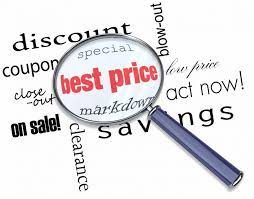 discount
blow-out
special
coupon
best price
low price
close-
out
act now!
markdown
on sale!
savings
clearance